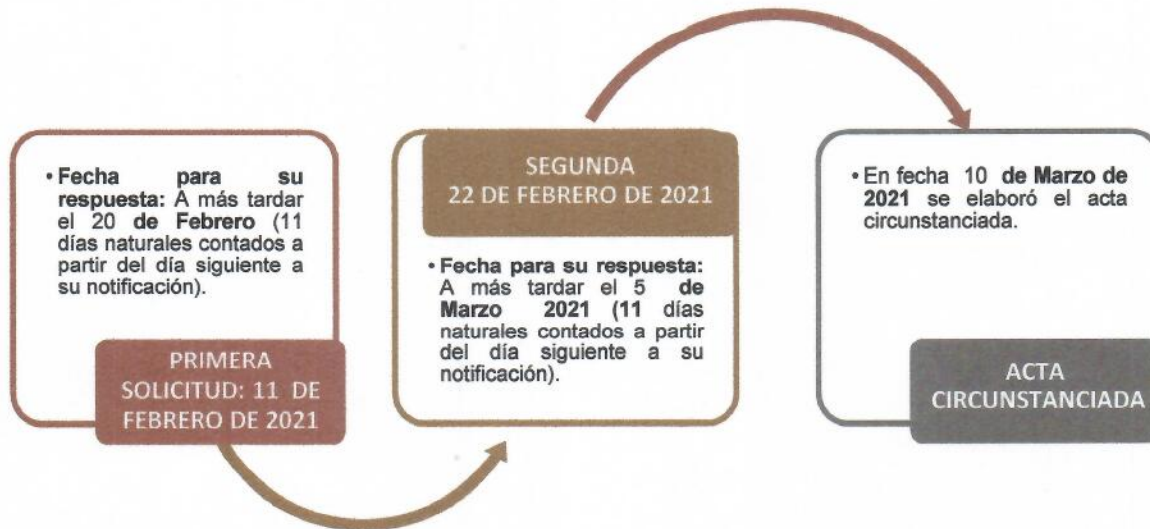 • Fecha para su
respuesta: A más tardar
el 20 de Febrero (11
días naturales contados a
partir del día siguiente a
su notificación).
PRIMERA
SOLICITUD: 11 DE
FEBRERO DE 2021
SEGUNDA
22 DE FEBRERO DE 2021
• Fecha para su respuesta:
A más tardar el 5 de
Marzo 2021 (11 días
naturales contados a partir
del día siguiente a su
notificación).
• En fecha 10 de Marzo de
2021 se elaboró el acta
circunstanciada.
ACTA
CIRCUNSTANCIADA